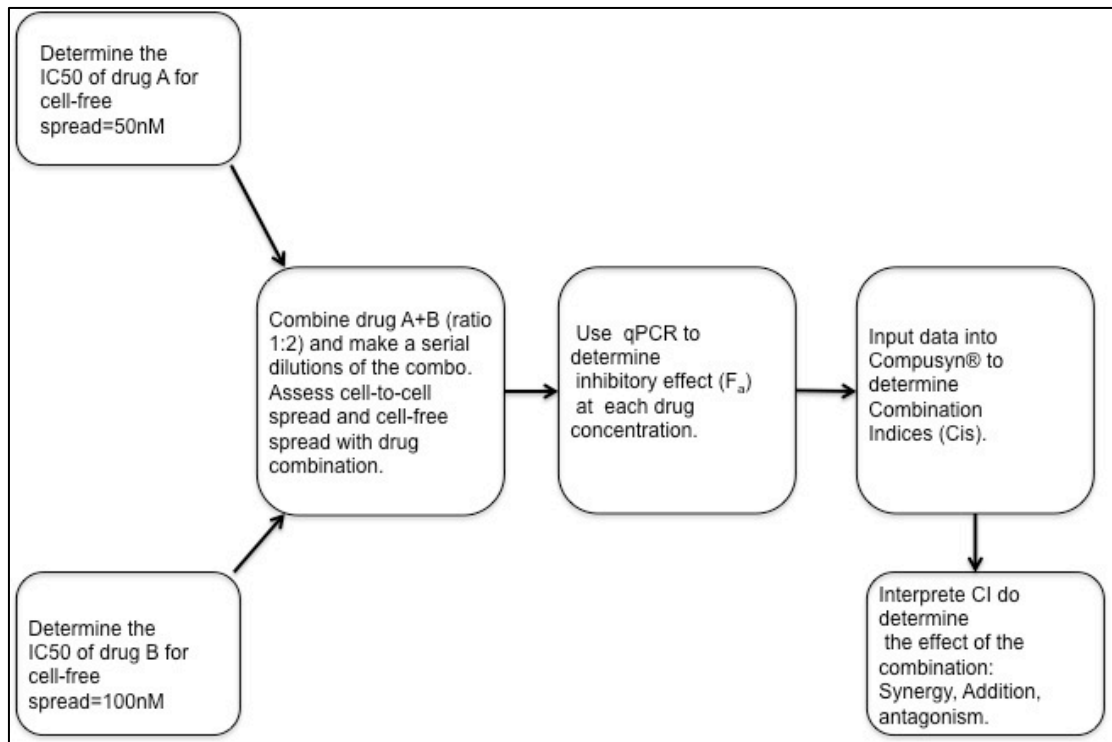 Determine the
IC50 of drug A for
cell-free
spread=50nM
Combine drug A+B (ratio
1:2) and make a serial
dilutions of the combo.
Assess cell-to-cell
spread and cell-free
spread with drug
combination.
Use qPCR to
determine
inhibitory effect (Fa)
at each drug
concentration.
Input data into
Compusyn® to
determine
Combination
Indices (Cis).
Determine the
IC50 of drug B for
cell-free
spread=100nM
Interprete CI do
determine
the effect of the
combination:
Synergy, Addition,
antagonism.